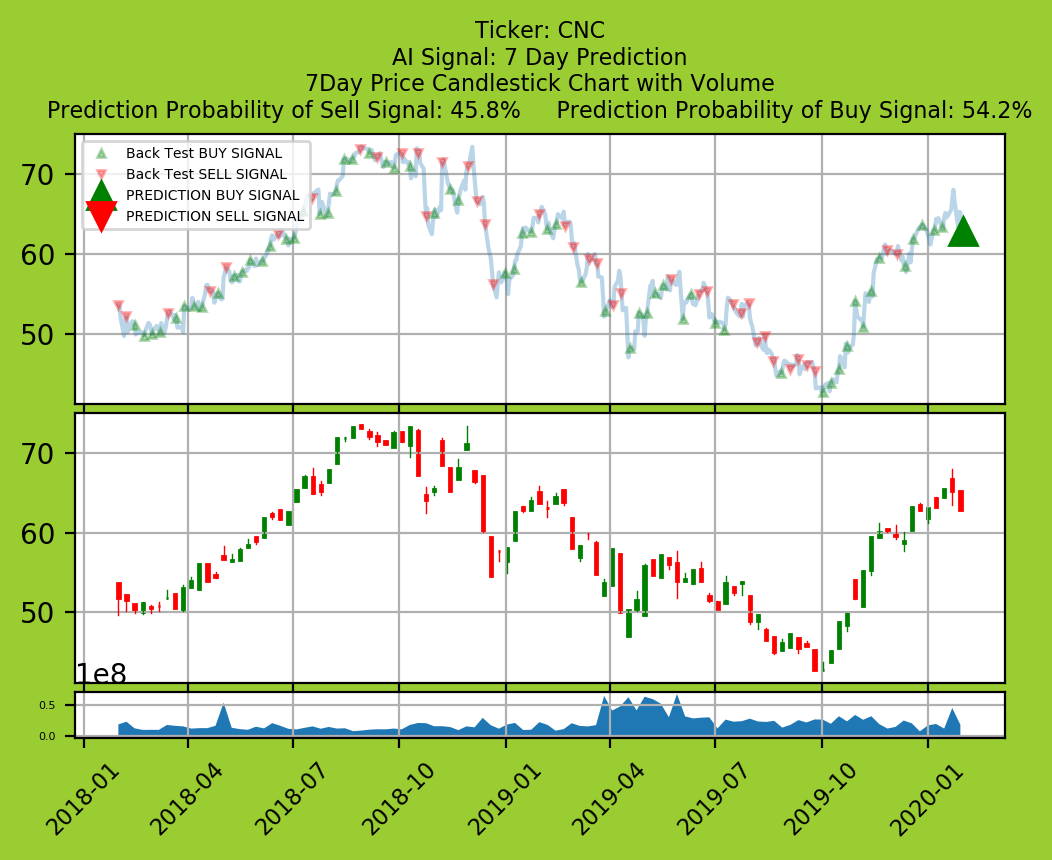 Ticker: CNC
AI Signal: 7 Day Prediction
7Day Price Candlestick Chart with Volume
Prediction Probability of Sell Signal: 45.8% Prediction Probability of Buy Signal: 54.2%
Back Test BUY SIGNAL
Back Test SELL SIGNAL
PREDICTION BUY SIGNAL
PREDICTION SELL SIGNAL
70
60
50
70
60
50
1e8
0.5
0.0
2018-01 2018-04 2018-07 2018-10 2019-01 2019-04 2019-07 2019-10 2020-01